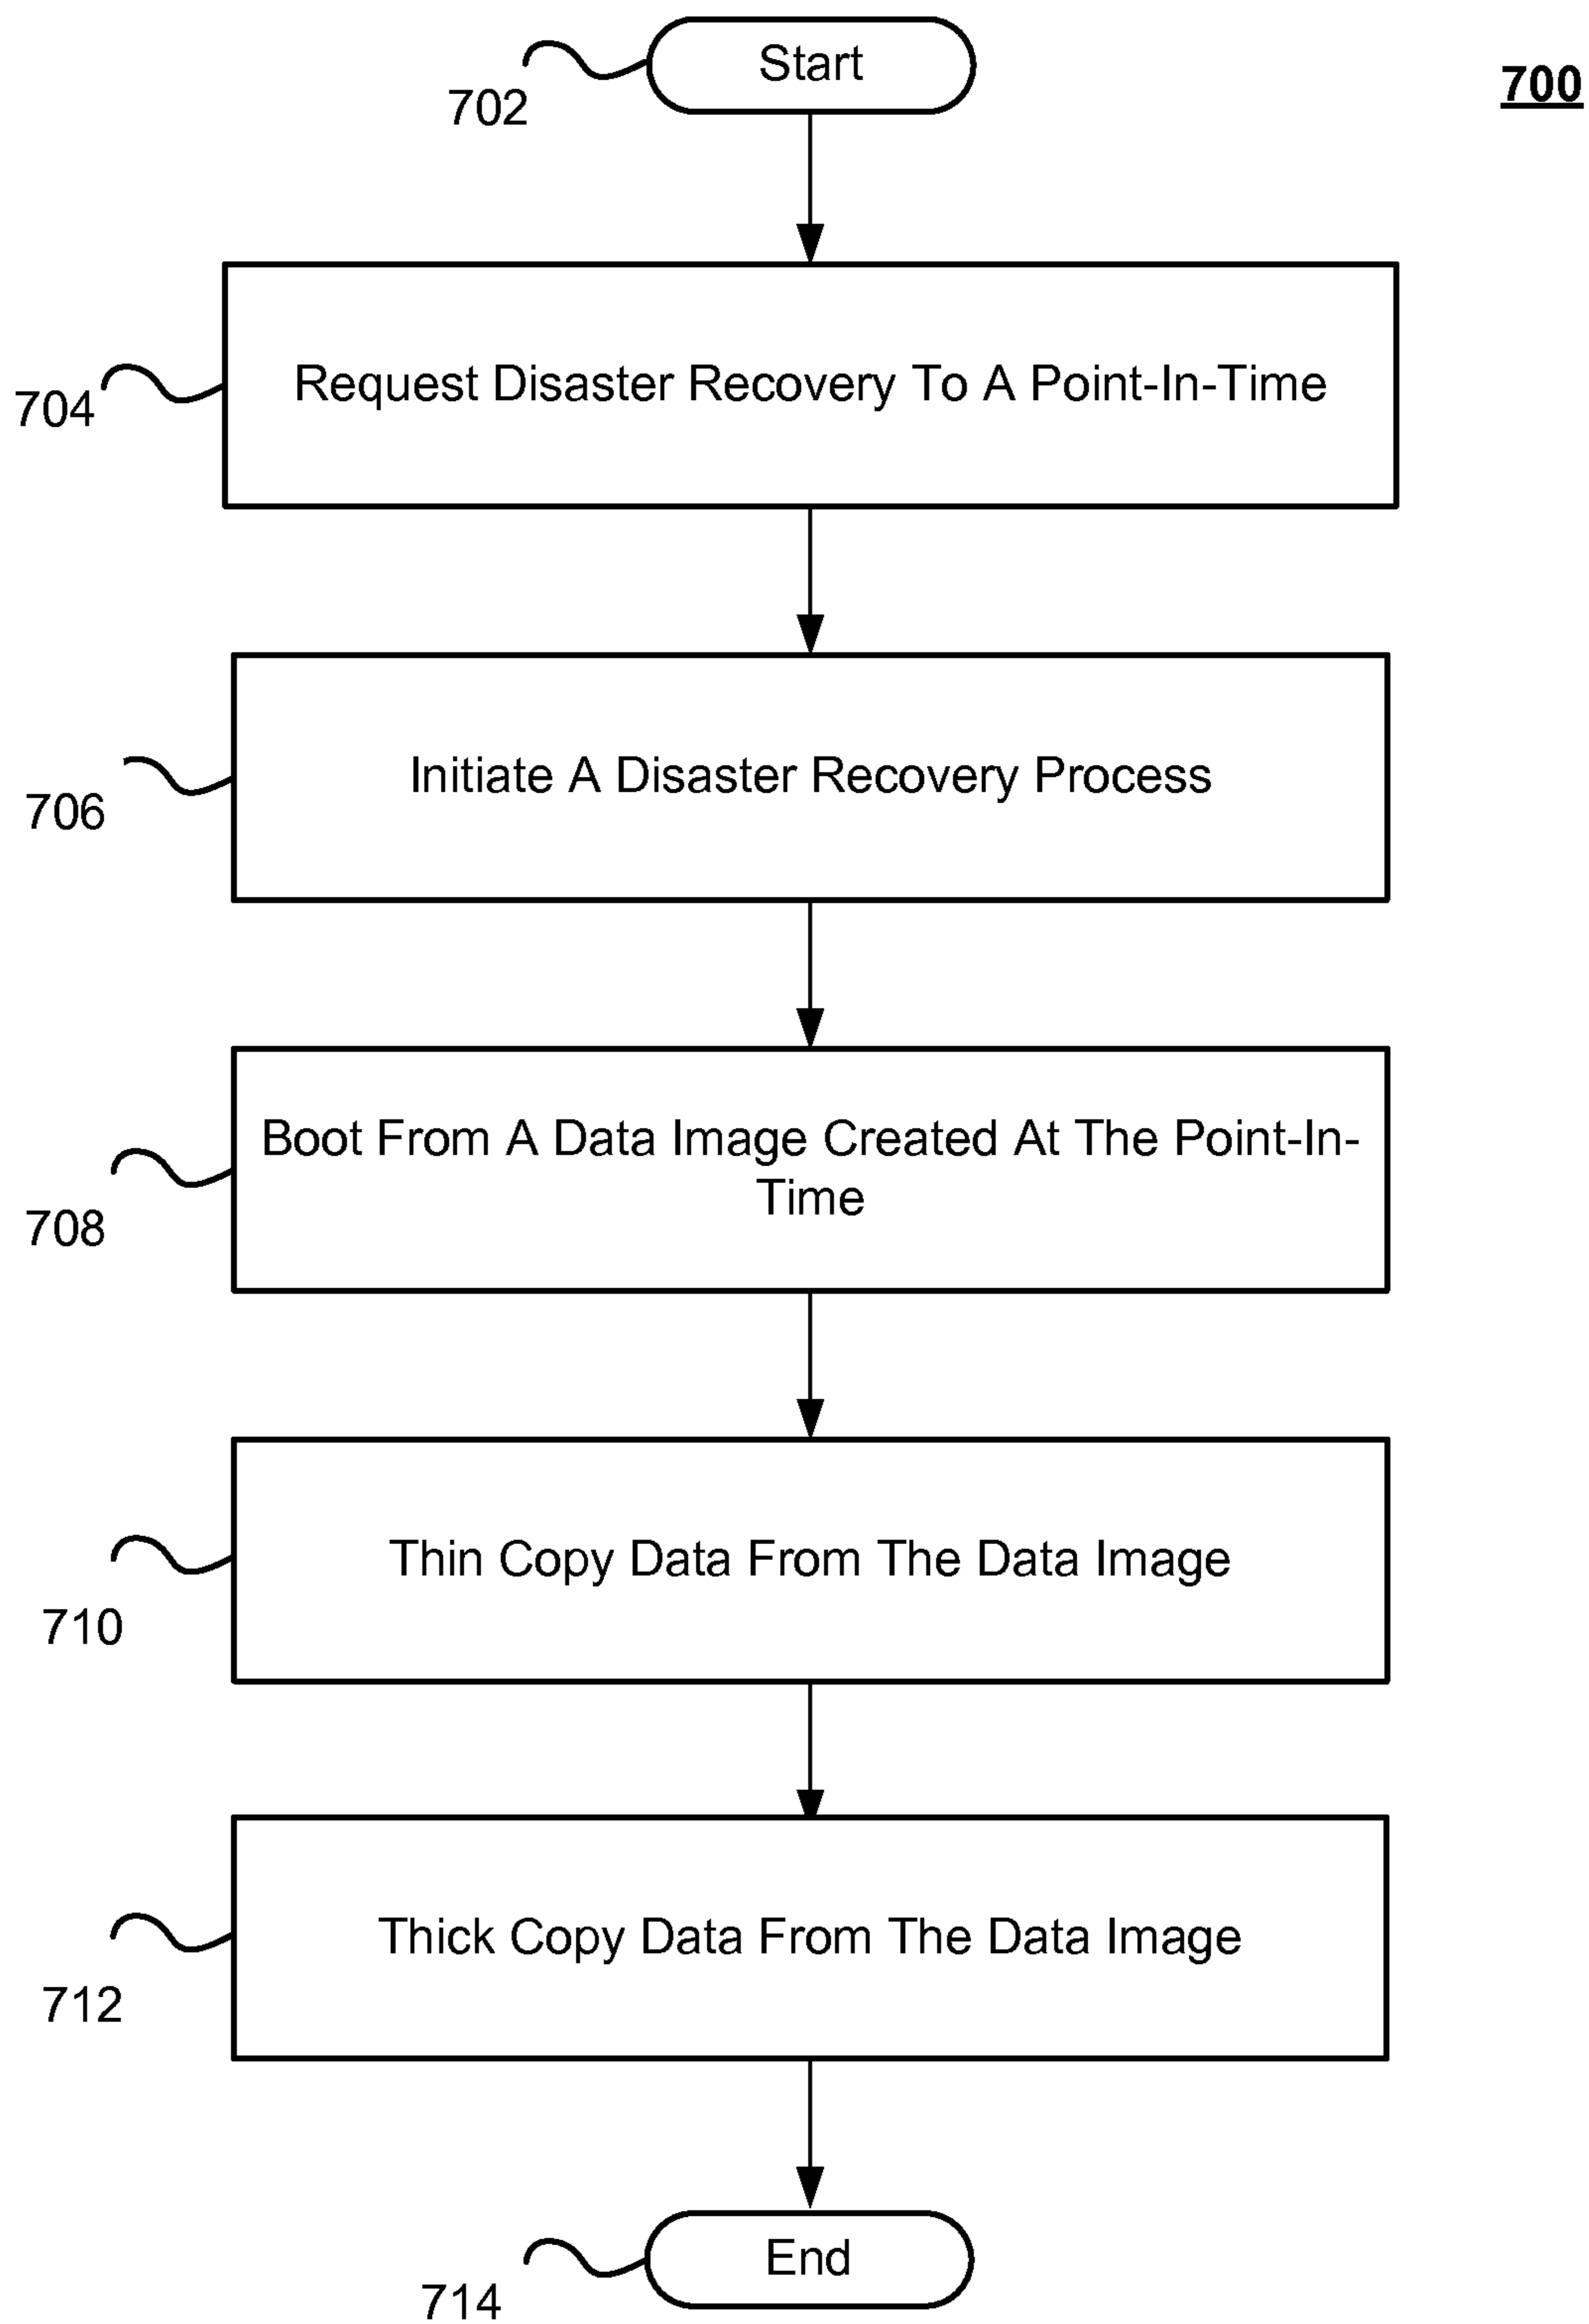 Start
702
700
Request Disaster Recovery To A Point-In-Time
704
Initiate A Disaster Recovery Process
706
Boot From A Data Image Created At The Point-In-
Time
708
Thin Copy Data From The Data Image
710
Thick Copy Data From The Data Image
712
End
714